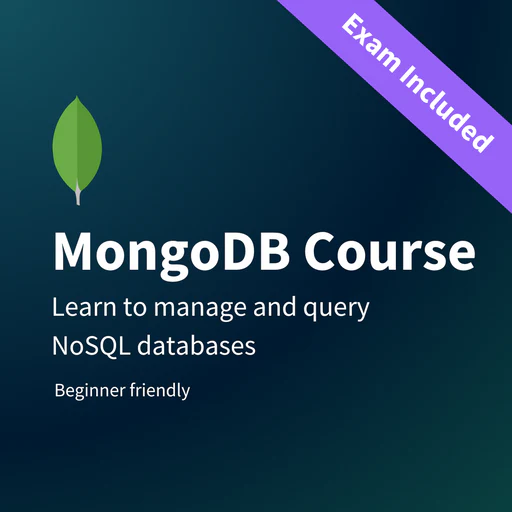 Exam Included
MongoDB Course
Learn to manage and query
NoSQL databases
Beginner friendly